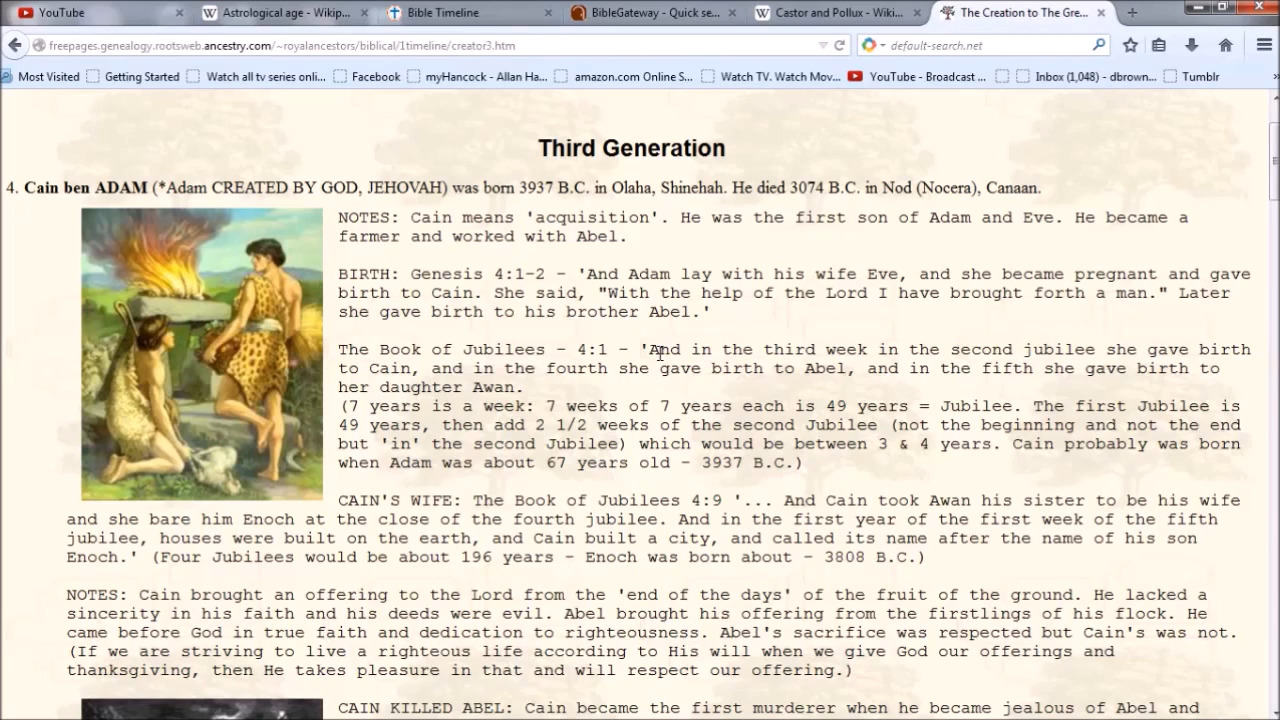 YouTube
Astrological age - Wikip...
Bible Timeline
BibleGateway - Quick se...
Castor and Pollux - Wiki...
The Creation to The Gre...
freepages.genealogy.rootsweb.ancestry.com/~royalancestors/biblical/1timeline/creator3.htm
default-search.net
Most Visited
Getting Started
Watch all tv series onli...
Facebook
myHancock - Allan Ha...
amazon.com Online S...
Watch TV. Watch Mov...
YouTube - Broadcast ...
Inbox (1,048) - dbrown...
Tumblr
Third Generation
4. Cain ben ADAM (*Adam CREATED BY GOD, JEHOVAH) was born 3937 B.C. in Olaha, Shinehah. He died 3074 B.C. in Nod (Nocera), Canaan.
NOTES: Cain means 'acquisition'. He was the first son of Adam and Eve. He became a
farmer and worked with Abel.
BIRTH: Genesis 4:1-2 - 'And Adam lay with his wife Eve, and she became pregnant and gave
birth to Cain. She said, "With the help of the Lord I have brought forth a man." Later
she gave birth to his brother Abel.'
The Book of Jubilees - 4:1 - 'And in the third week in the second jubilee she gave birth
to Cain, and in the fourth she gave birth to Abel, and in the fifth she gave birth to
her daughter Awan.
(7 years is a week: 7 weeks of 7 years each is 49 years = Jubilee. The first Jubilee is
49 years, then add 2 1/2 weeks of the second Jubilee (not the beginning and not the end
but 'in' the second Jubilee) which would be between 3 & 4 years. Cain probably was born
when Adam was about 67 years old - 3937 B.C.)
CAIN'S WIFE: The Book of Jubilees 4:9 '... And Cain took Awan his sister to be his wife
and she bare him Enoch at the close of the fourth jubilee. And in the first year of the first week of the fifth
jubilee, houses were built on the earth, and Cain built a city, and called its name after the name of his son
Enoch.' (Four Jubilees would be about 196 years - Enoch was born about - 3808 B.C.)
NOTES: Cain brought an offering to the Lord from the 'end of the days' of the fruit of the ground. He lacked a
sincerity in his faith and his deeds were evil. Abel brought his offering from the firstlings of his flock. He
came before God in true faith and dedication to righteousness. Abel's sacrifice was respected but Cain's was not.
(If we are striving to live a righteous life according to His will when we give God our offerings and
thanksgiving, then He takes pleasure in that and will respect our offering.)
CAIN KILLED ABEL: Cain became the first murderer when he became jealous of Abel and